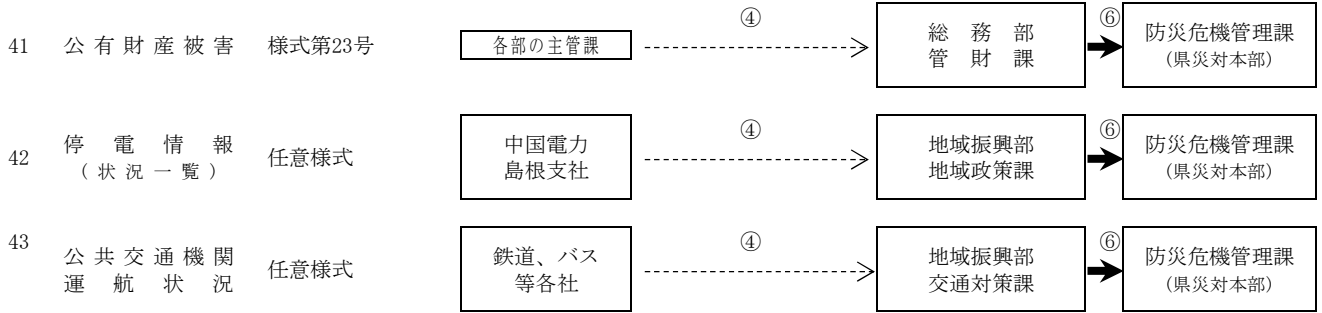 41 公有財産被害 様式第23号 各部の主管課 ④ 総務部 管財課 ⑥ 防災危機管理課 (県災対本部)
42 停電情報 (状況一覧) 任意様式 中国電力 島根支社 ④ 地域振興部 地域政策課 ⑥ 防災危機管理課 (県災対本部)
43 公共交通機関 運航状況 任意様式 鉄道、バス 等各社 ④ 地域振興部 交通対策課 ⑥ 防災危機管理課 (県災対本部)